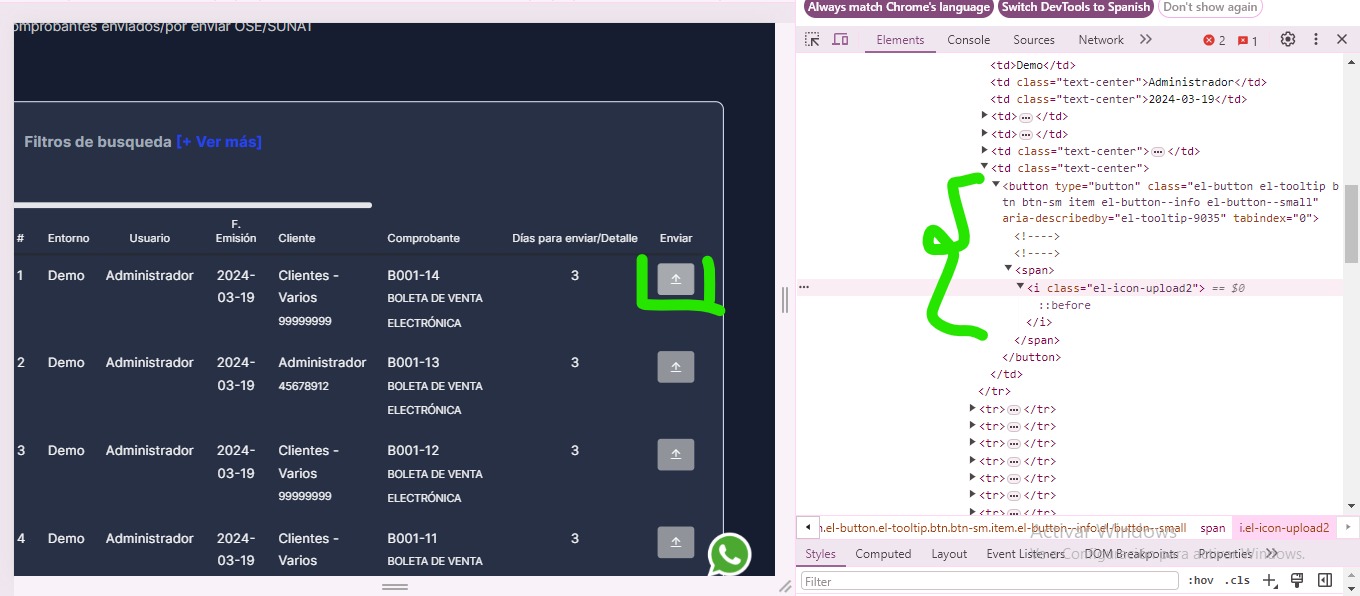 Always match Chrome's language Switch DevTools to Spanish Don't show again
omprobantes enviados/por enviar OSE/SUNAT
Filtros de busqueda [+ Ver más]
# Entorno Usuario F. Emisión Cliente Comprobante Días para enviar/Detalle Enviar
1 Demo Administrador 2024- Clientes - B001-14 3
03-19 Varios BOLETA DE VENTA
99999999 ELECTRÓNICA
2 Demo Administrador 2024- Administrador B001-13 3
03-19 45678912 BOLETA DE VENTA
ELECTRÓNICA
3 Demo Administrador 2024- Clientes - B001-12 3
03-19 Varios BOLETA DE VENTA
99999999 ELECTRÓNICA
4 Demo Administrador 2024- Clientes - B001-11 3
03-19 Varios BOLETA DE VENTA
Elements Console Sources Network 2 1
<td>Demo</td>
<td class="text-center">Administrador</td>
<td class="text-center">2024-03-19</td>
<td>…</td>
<td>…</td>
<td class="text-center">…</td>
<td class="text-center">
<button type="button" class="el-button el-tooltip b
tn btn-sm item el-button--info el-button--small"
aria-describedby="el-tooltip-9035" tabindex="0">
<!---->
<!---->
<span>
<i class="el-icon-upload2"> == $0
::before
</i>
</span>
</button>
</td>
</tr>
<tr>…</tr>
<tr>…</tr>
<tr>…</tr>
<tr>…</tr>
<tr>…</tr>
<tr>…</tr>
<tr>…</tr>
n.el-button.el-tooltip.btn.btn-sm.item.el-button--info.el-button--small span i.el-icon-upload2
Activar Windows
Styles Computed Layout Event Listeners DOM Breakpoints Properties
Filter :hov .cls